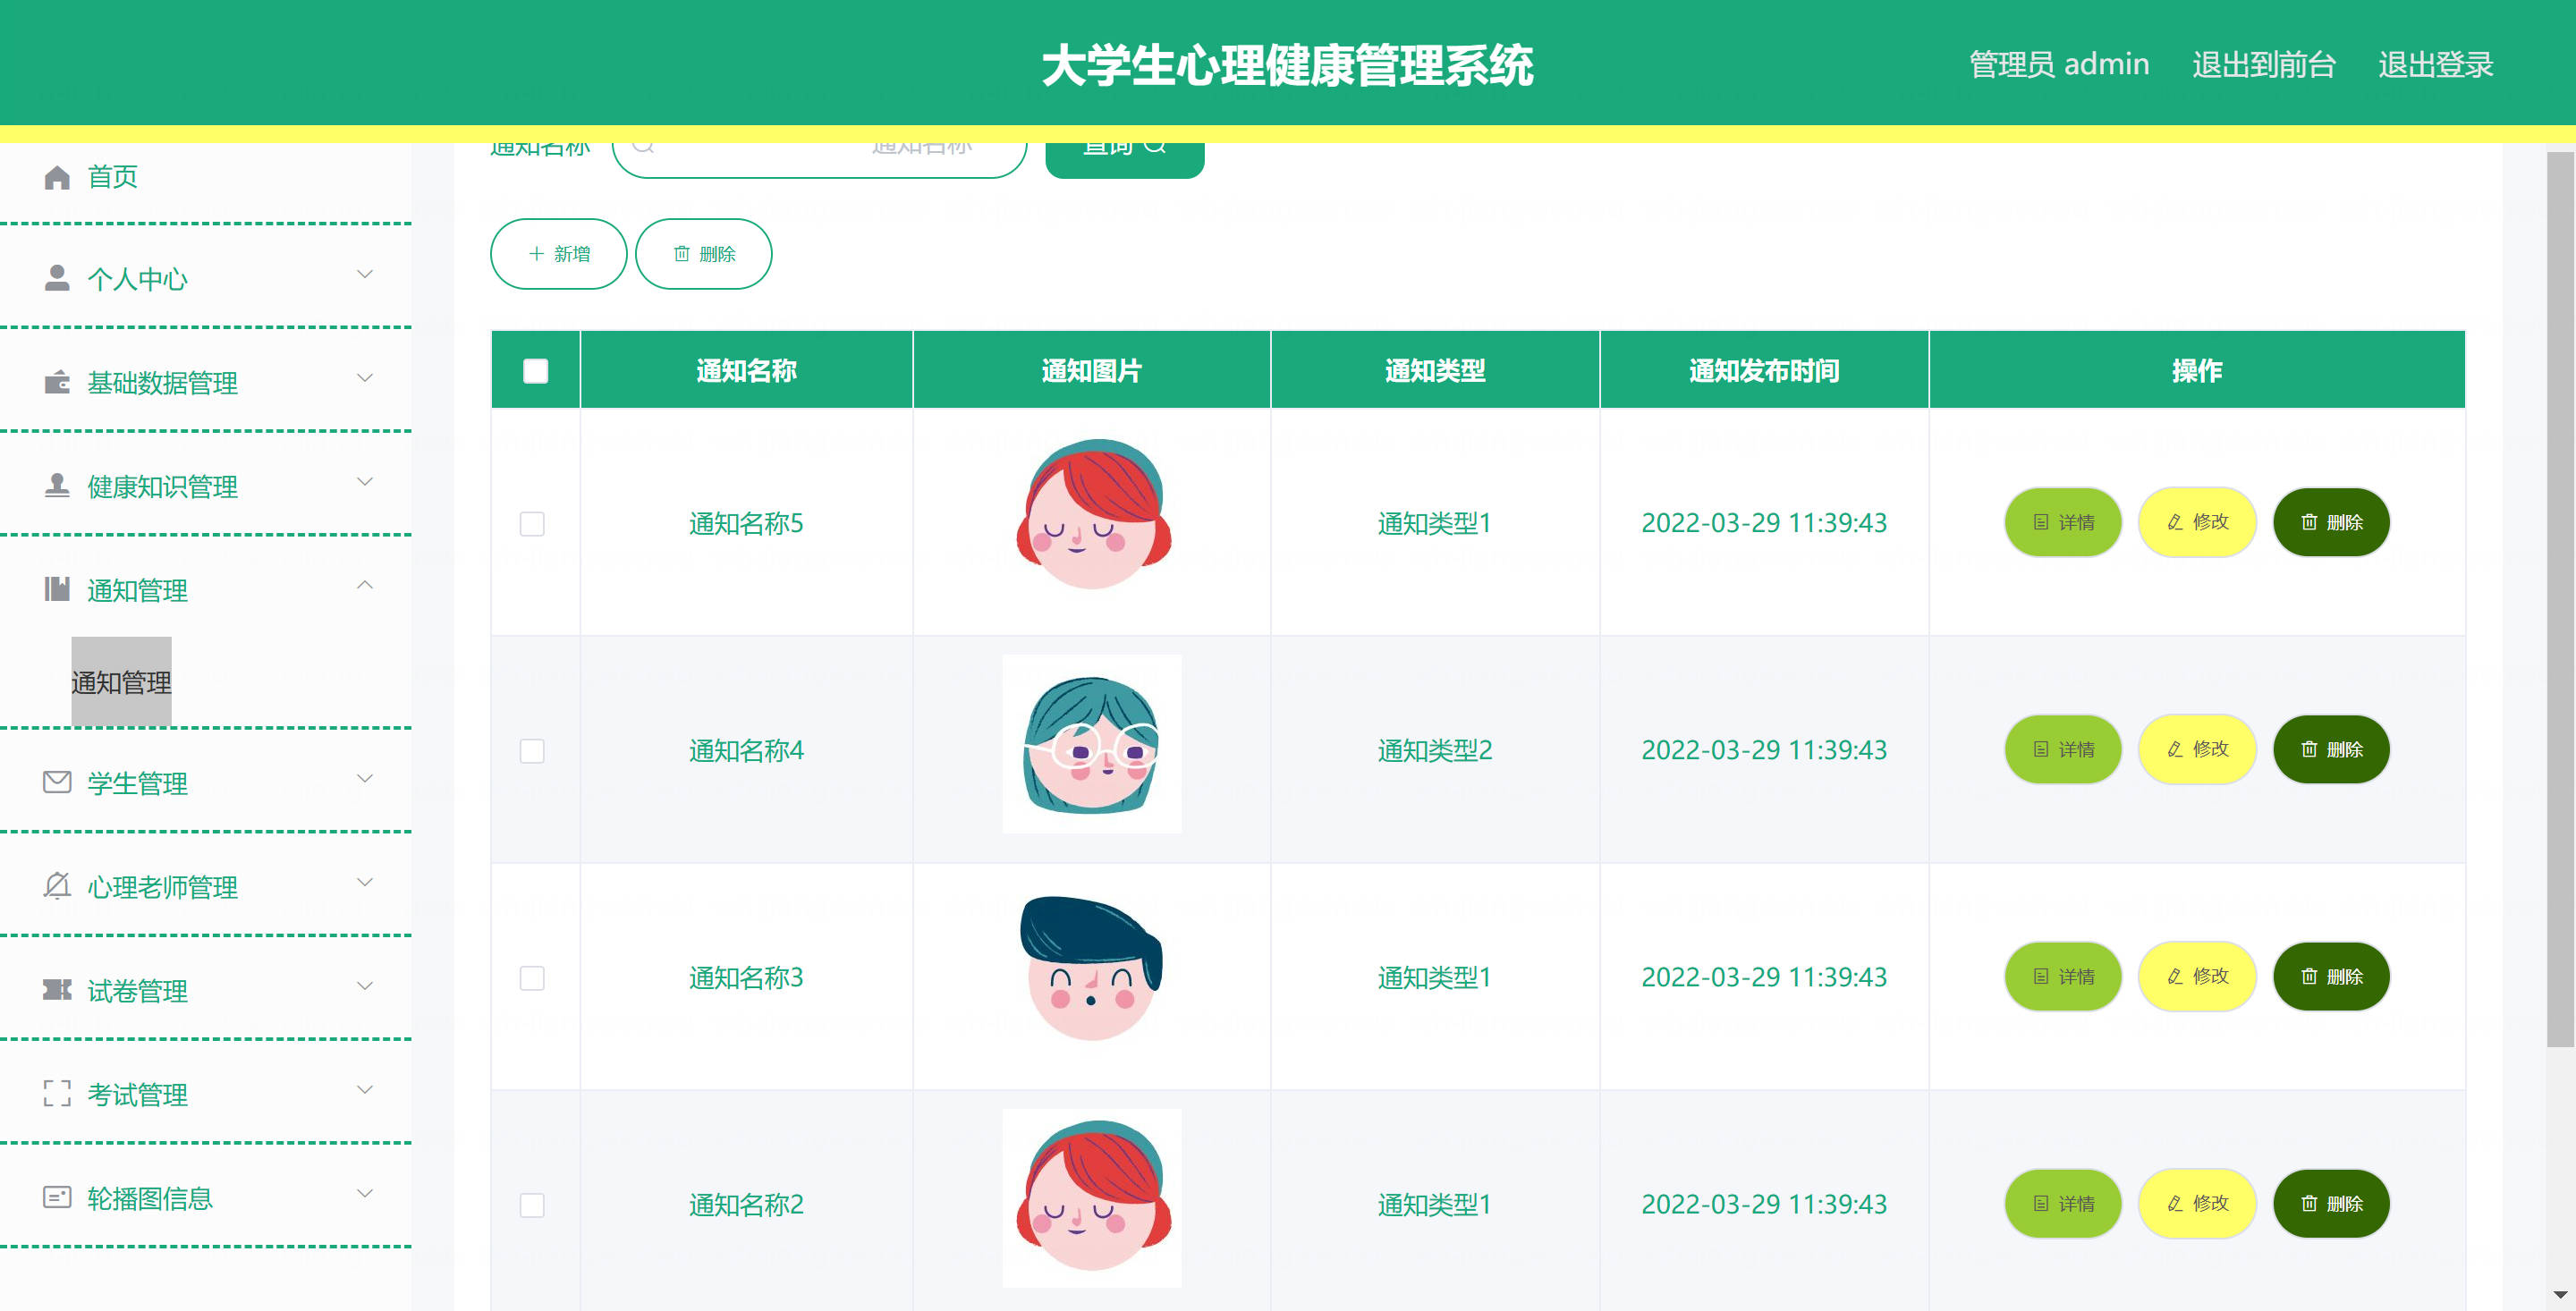 大学生心理健康管理系统
管理员 admin 退出到前台 退出登录
通知名称 通知名称 查询
新增 删除
首页
个人中心
基础数据管理
健康知识管理
通知管理
通知管理
学生管理
心理老师管理
试卷管理
考试管理
轮播图信息
通知名称 通知图片 通知类型 通知发布时间 操作
通知名称5 通知类型1 2022-03-29 11:39:43 详情 修改 删除
通知名称4 通知类型2 2022-03-29 11:39:43 详情 修改 删除
通知名称3 通知类型1 2022-03-29 11:39:43 详情 修改 删除
通知名称2 通知类型1 2022-03-29 11:39:43 详情 修改 删除